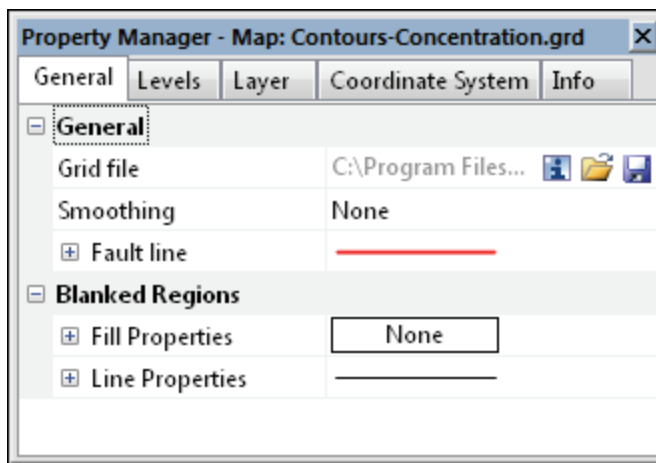 Property Manager - Map: Contours-Concentration.grd
General Levels Layer Coordinate System Info
General
Grid file C:\Program Files...
Smoothing None
Fault line
Blanked Regions
Fill Properties None
Line Properties